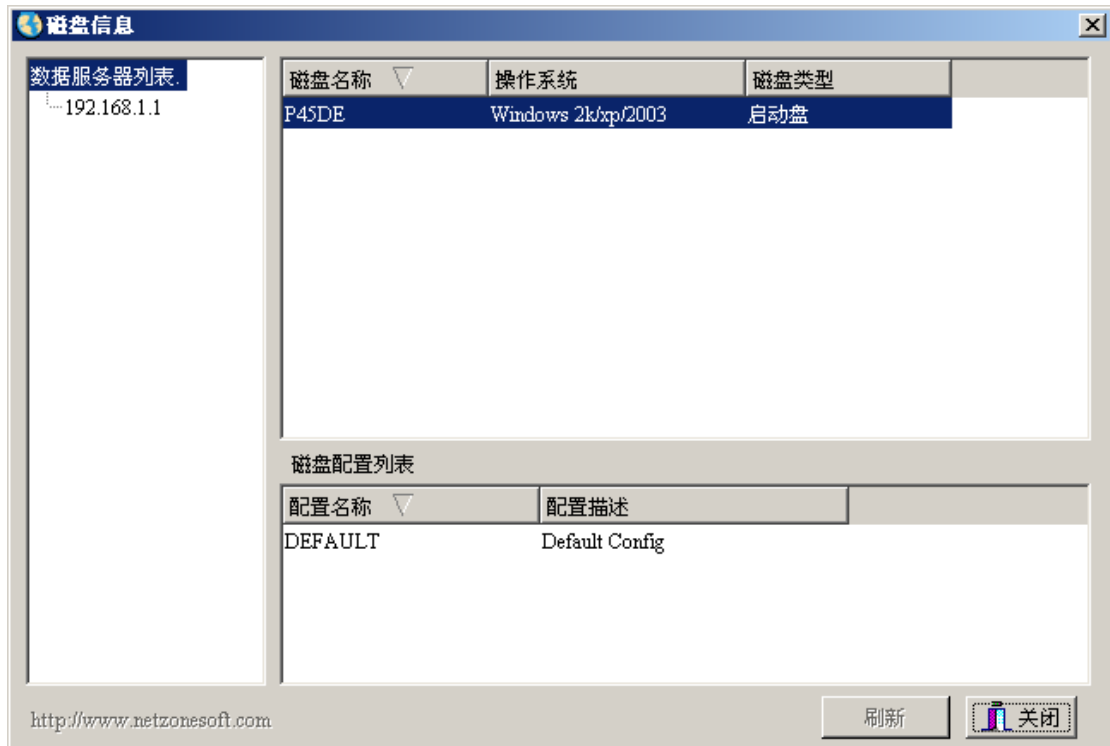 磁盘信息
数据服务器列表.
192.168.1.1
磁盘名称 操作系统 磁盘类型
P45DE Windows 2k/xp/2003 启动盘
磁盘配置列表
配置名称 配置描述
DEFAULT Default Config
http://www.netzonesoft.com 刷新 关闭